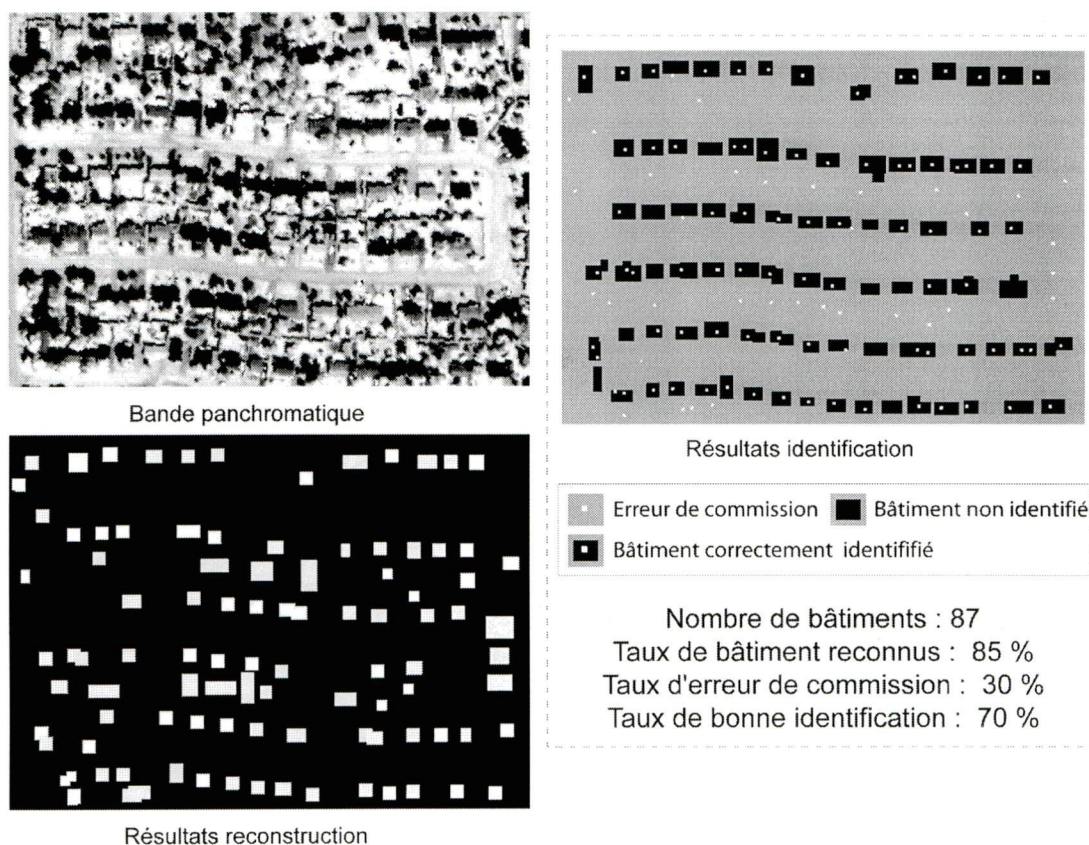 Bande panchromatique
Résultats reconstruction
Résultats identification
Erreur de commission
Bâtiment non identifié
Bâtiment correctement identififié
Nombre de bâtiments : 87
Taux de bâtiment reconnus : 85 %
Taux d'erreur de commission : 30 %
Taux de bonne identification : 70 %